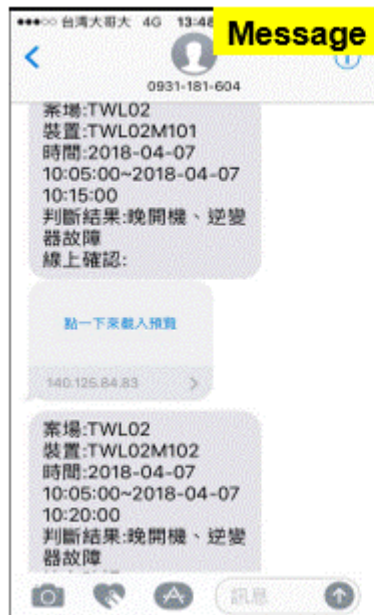 台湾大哥大 4G 13:48
Message
0931-181-604
案場:TWL02
裝置:TWL02M101
時間:2018-04-07
10:05:00~2018-04-07
10:15:00
判斷結果:晚開機、逆變
器故障
線上確認:
點一下來載入預覽
140.125.84.83
案場:TWL02
裝置:TWL02M102
時間:2018-04-07
10:05:00~2018-04-07
10:20:00
判斷結果:晚開機、逆變
器故障
訊息